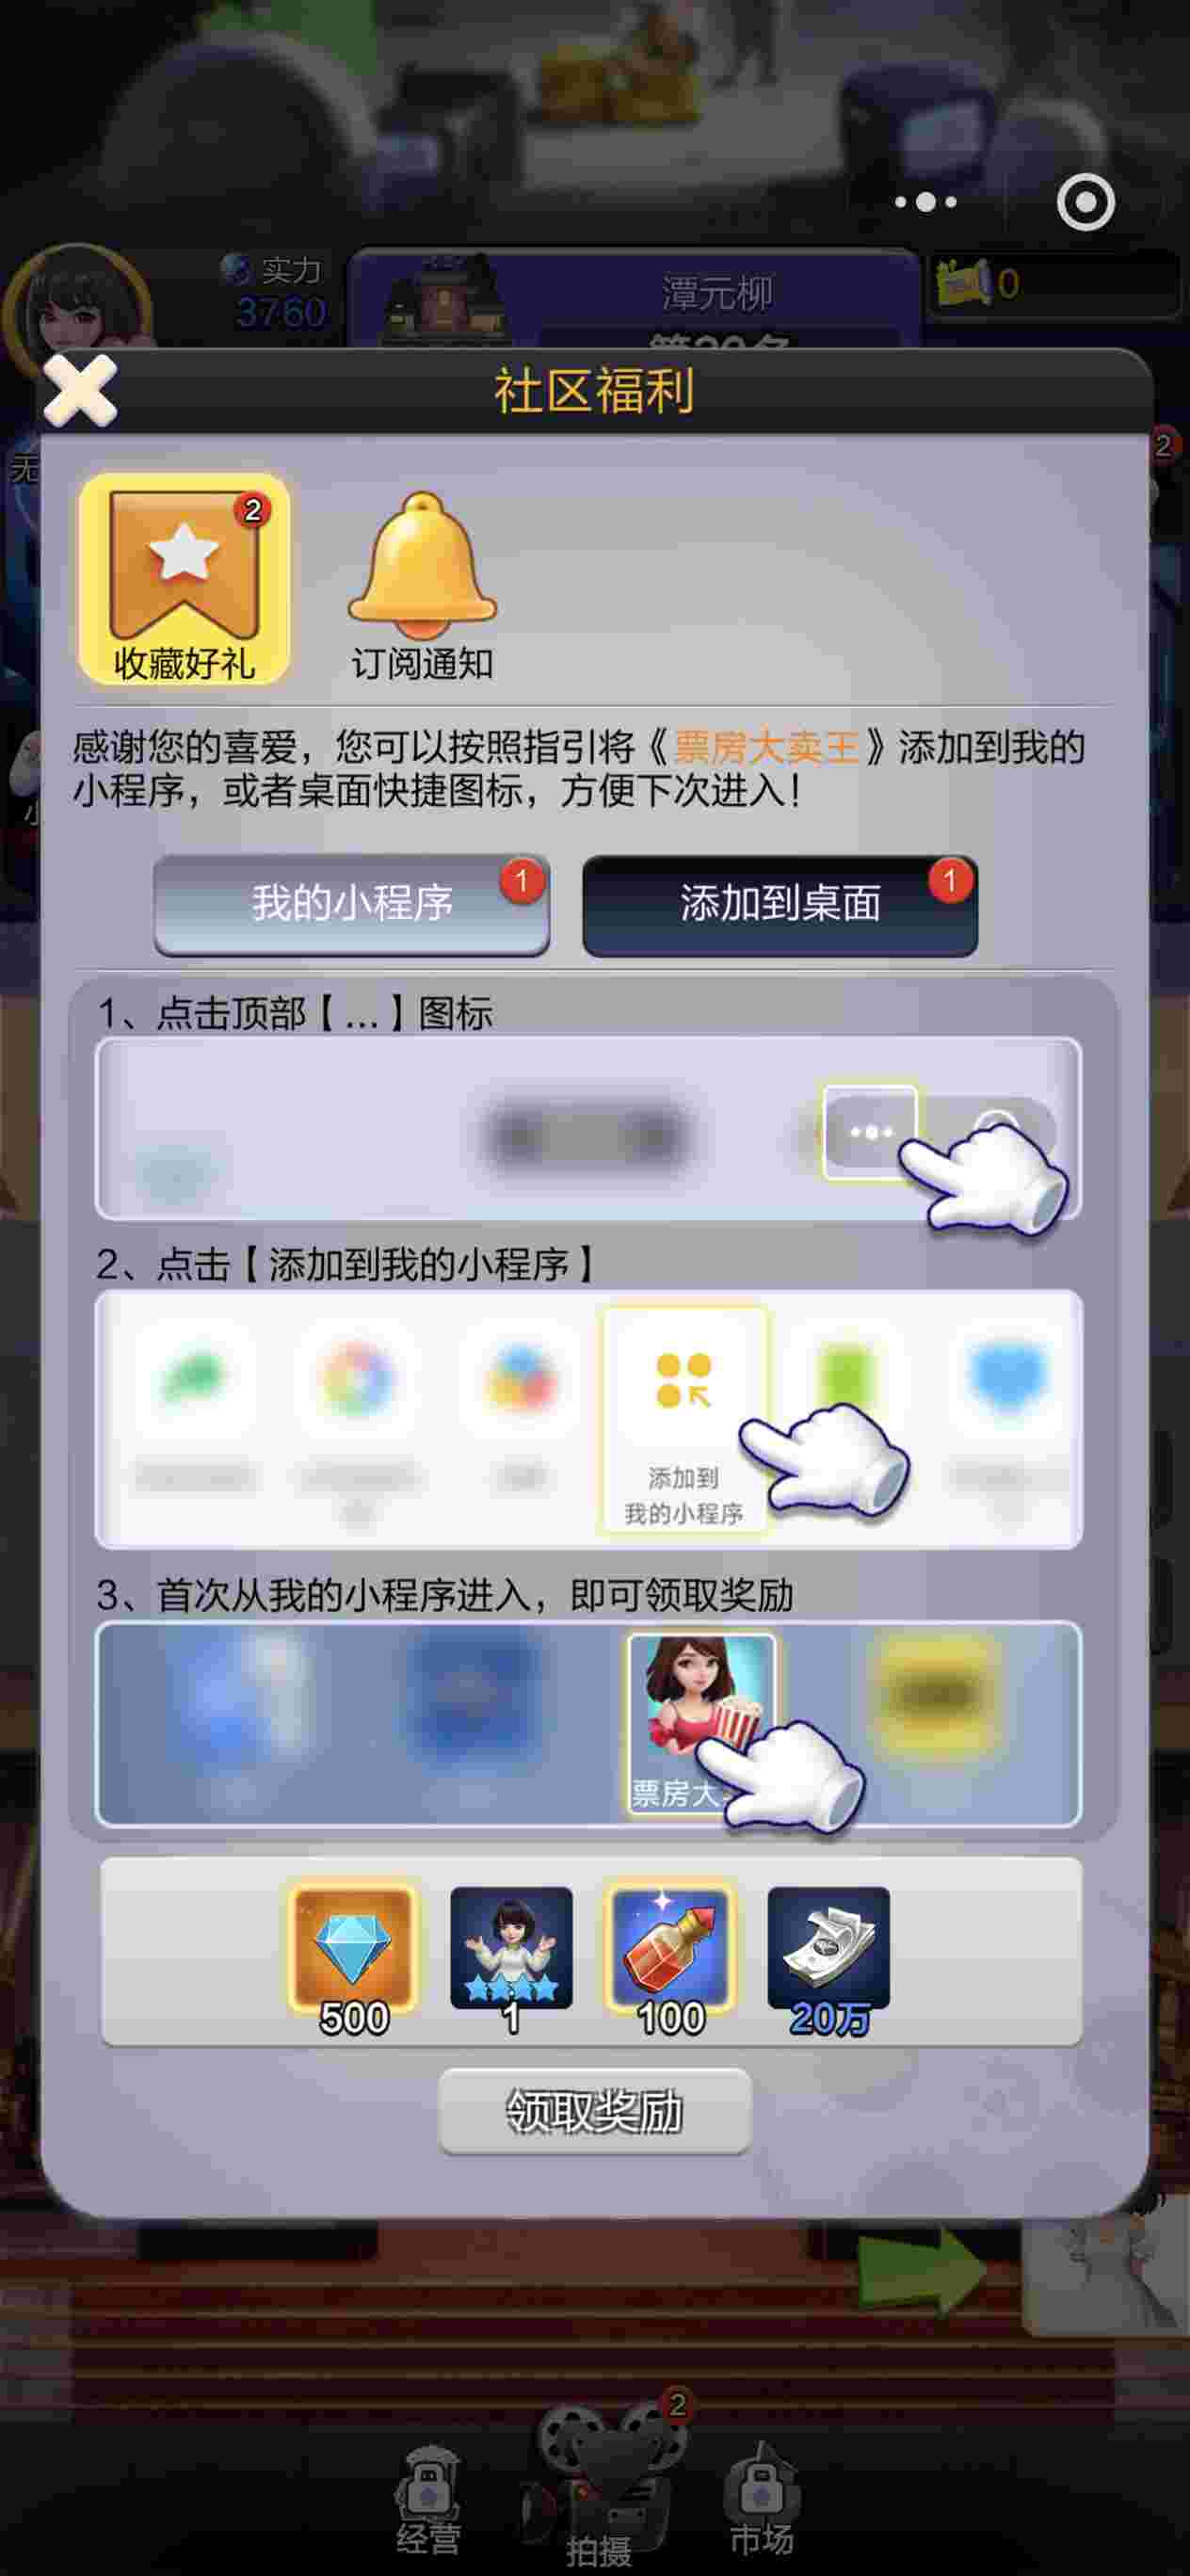 实力
3760
潭元柳
0
社区福利
无
2
2
收藏好礼
订阅通知
感谢您的喜爱，您可以按照指引将《票房大卖王》添加到我的
小程序，或者桌面快捷图标，方便下次进入！
我的小程序
1
添加到桌面
1
1、点击顶部【...】图标
2、点击【添加到我的小程序】
添加到
我的小程序
3、首次从我的小程序进入，即可领取奖励
票房大
500
1
100
20万
领取奖励
2
经营
拍摄
市场